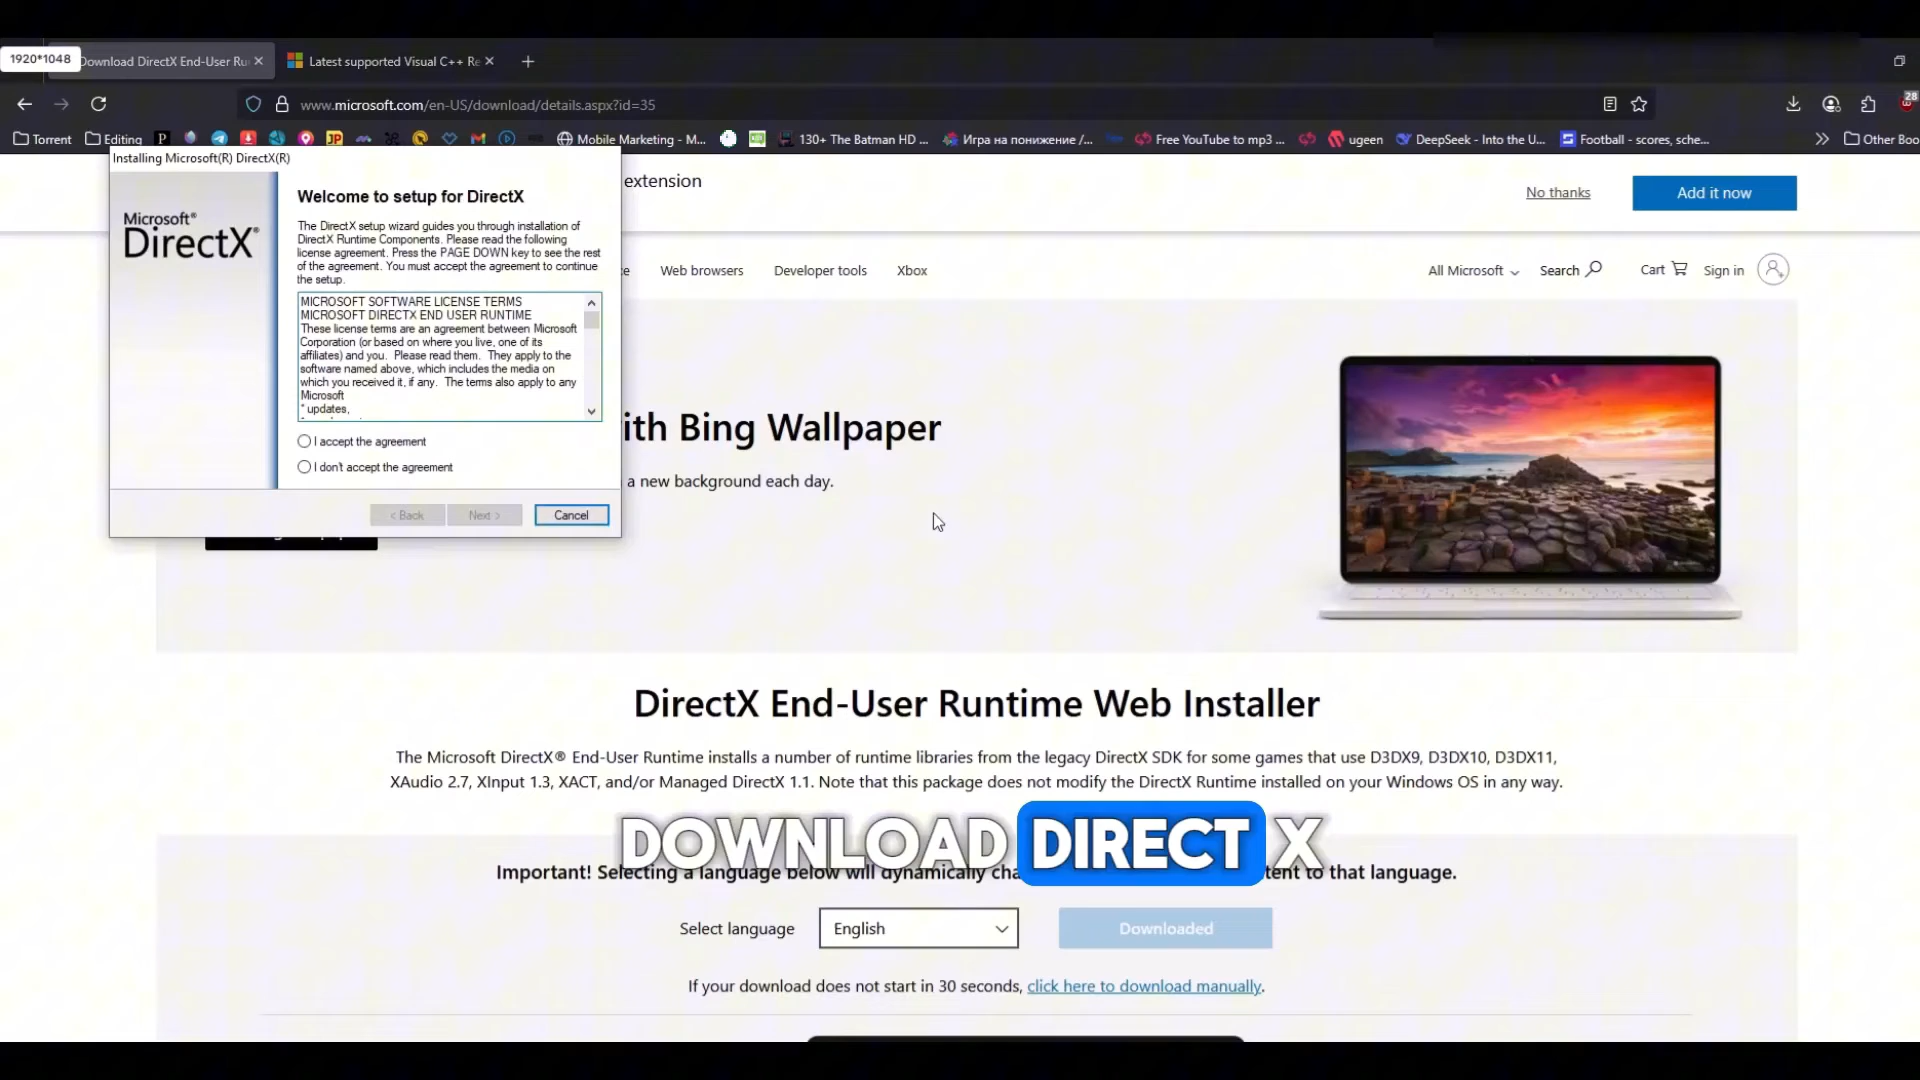 1920*1048
Download DirectX End-User Ru
Latest supported Visual C++ Re
www.microsoft.com/en-US/download/details.aspx?id=35
28
Torrent
Editing
P
JP
Mobile Marketing - M...
130+ The Batman HD ...
Игра на понижение /...
Free YouTube to mp3 ...
ugeen
DeepSeek - Into the U...
Football - scores, sche...
Other Boo
Installing Microsoft(R) DirectX(R)
Microsoft®
DirectX®
Welcome to setup for DirectX
The DirectX setup wizard guides you through installation of
DirectX Runtime Components. Please read the following
license agreement. Press the PAGE DOWN key to see the rest
of the agreement. You must accept the agreement to continue
the setup.
MICROSOFT SOFTWARE LICENSE TERMS
MICROSOFT DIRECTX END USER RUNTIME
These license terms are an agreement between Microsoft
Corporation (or based on where you live, one of its
affiliates) and you. Please read them. They apply to the
software named above, which includes the media on
which you received it, if any. The terms also apply to any
Microsoft
* updates,
I accept the agreement
I don't accept the agreement
< Back
Next >
Cancel
extension
No thanks
Add it now
Web browsers
Developer tools
Xbox
All Microsoft
Search
Cart
Sign in
ith Bing Wallpaper
a new background each day.
DirectX End-User Runtime Web Installer
The Microsoft DirectX® End-User Runtime installs a number of runtime libraries from the legacy DirectX SDK for some games that use D3DX9, D3DX10, D3DX11,
XAudio 2.7, XInput 1.3, XACT, and/or Managed DirectX 1.1. Note that this package does not modify the DirectX Runtime installed on your Windows OS in any way.
DOWNLOAD DIRECT X
Important! Selecting a language below will dynamically cha tent to that language.
Select language
English
Downloaded
If your download does not start in 30 seconds, click here to download manually.